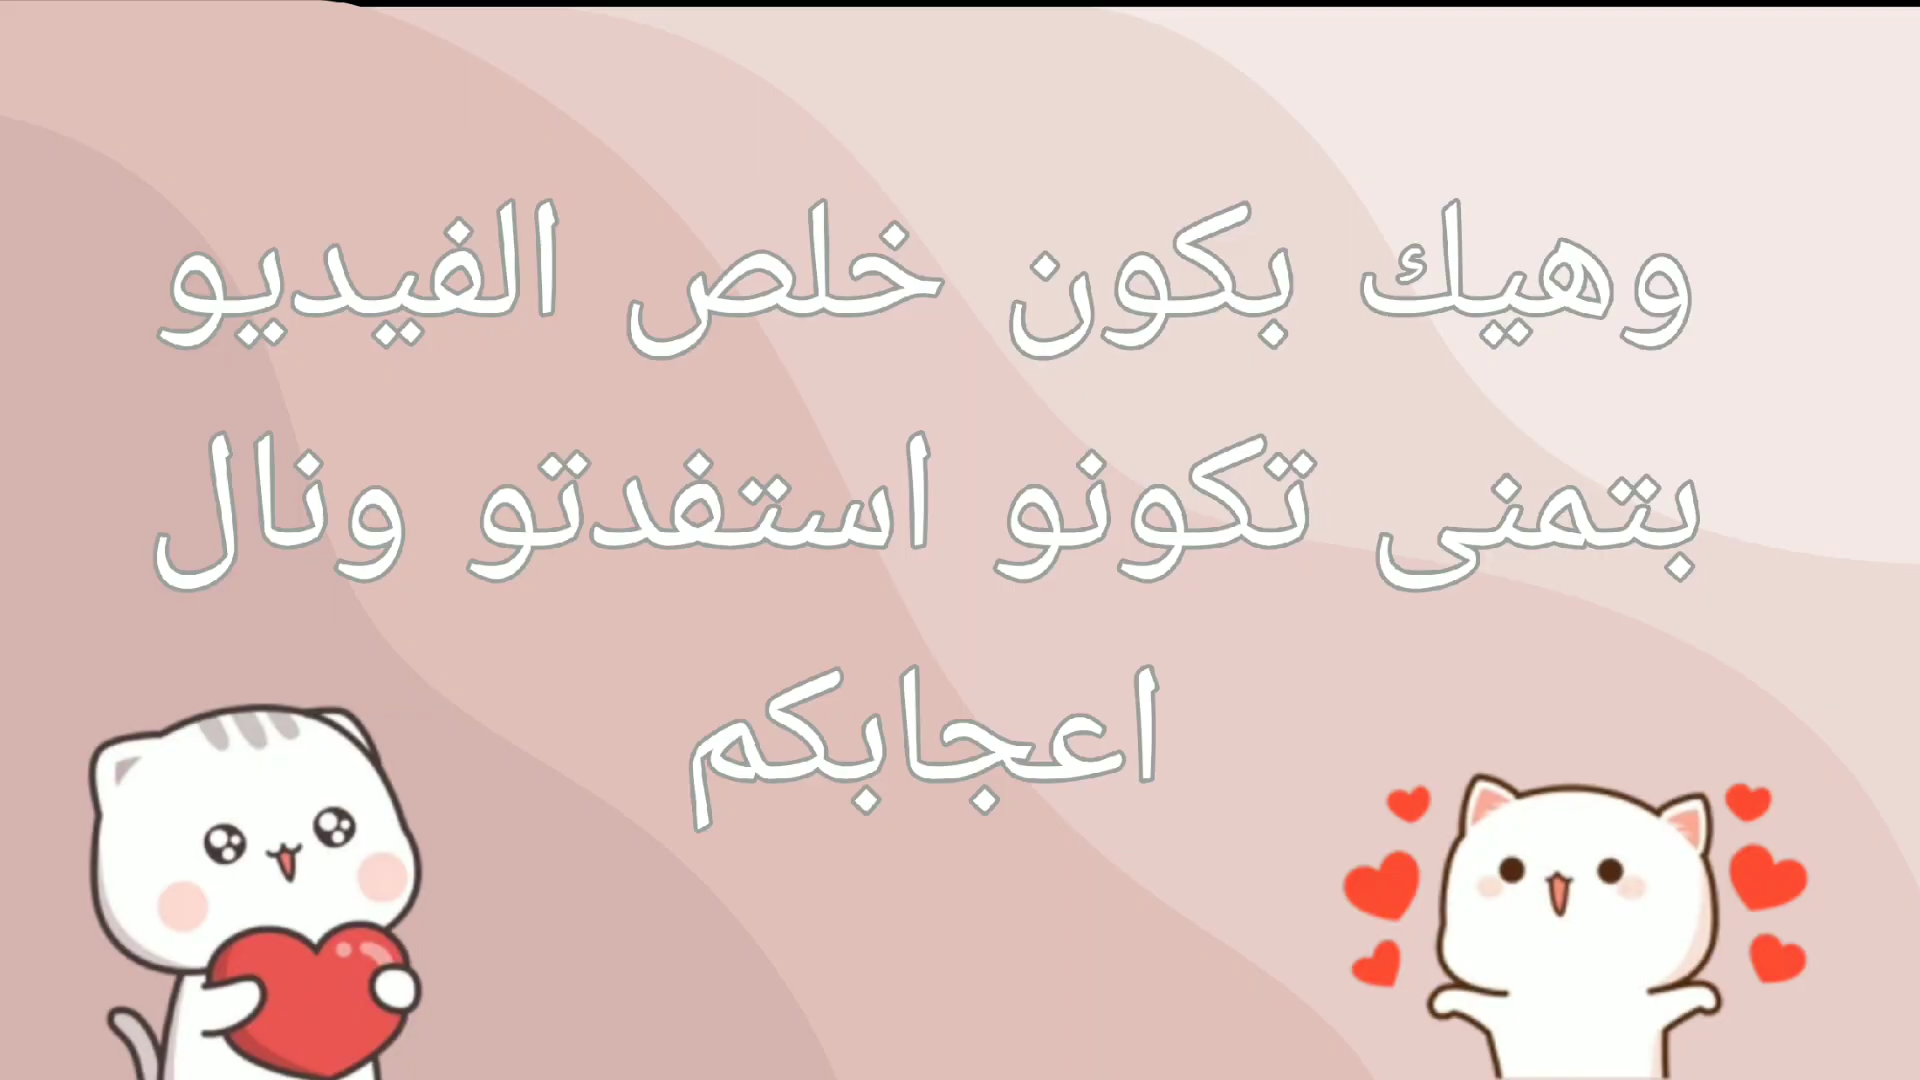 وهيك بكون خلص الفيديو
بتمنى تكونو استفدتو ونال
اعجابكم